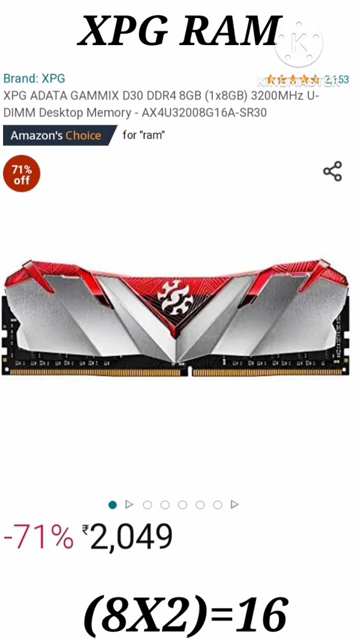 XPG RAM
Brand: XPG
2,153
XPG ADATA GAMMIX D30 DDR4 8GB (1x8GB) 3200MHz U-
DIMM Desktop Memory - AX4U32008G16A-SR30
Amazon's Choice for "ram"
71%
off
-71% ₹2,049
(8X2)=16